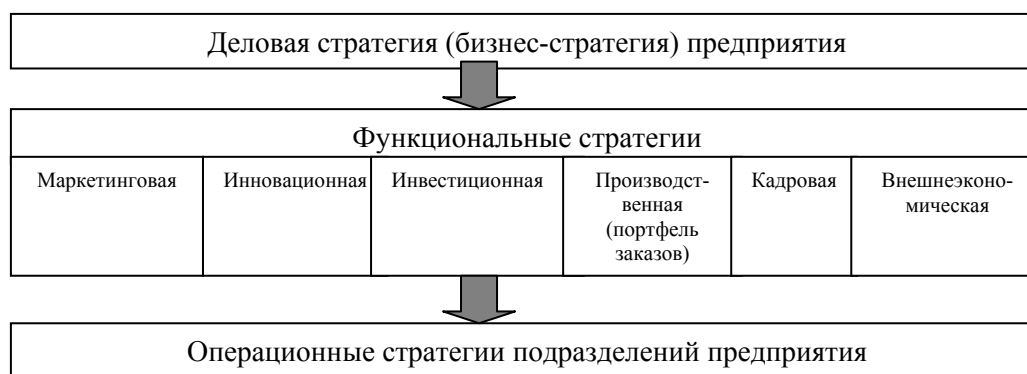 Деловая стратегия (бизнес-стратегия) предприятия
Функциональные стратегии
Маркетинговая
Инновационная
Инвестиционная
Производст-
венная
(портфель
заказов)
Кадровая
Внешнеэконо-
мическая
Операционные стратегии подразделений предприятия